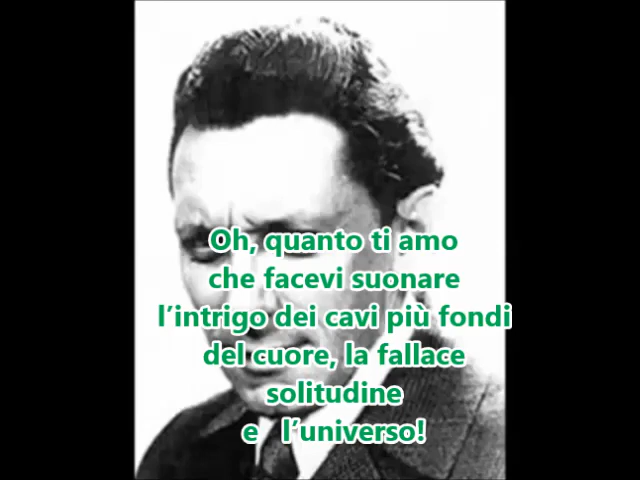 Oh, quanto ti amo
che facevi suonare
l'intrigo dei cavi più fondi
del cuore, la fallace
solitudine
e l'universo!